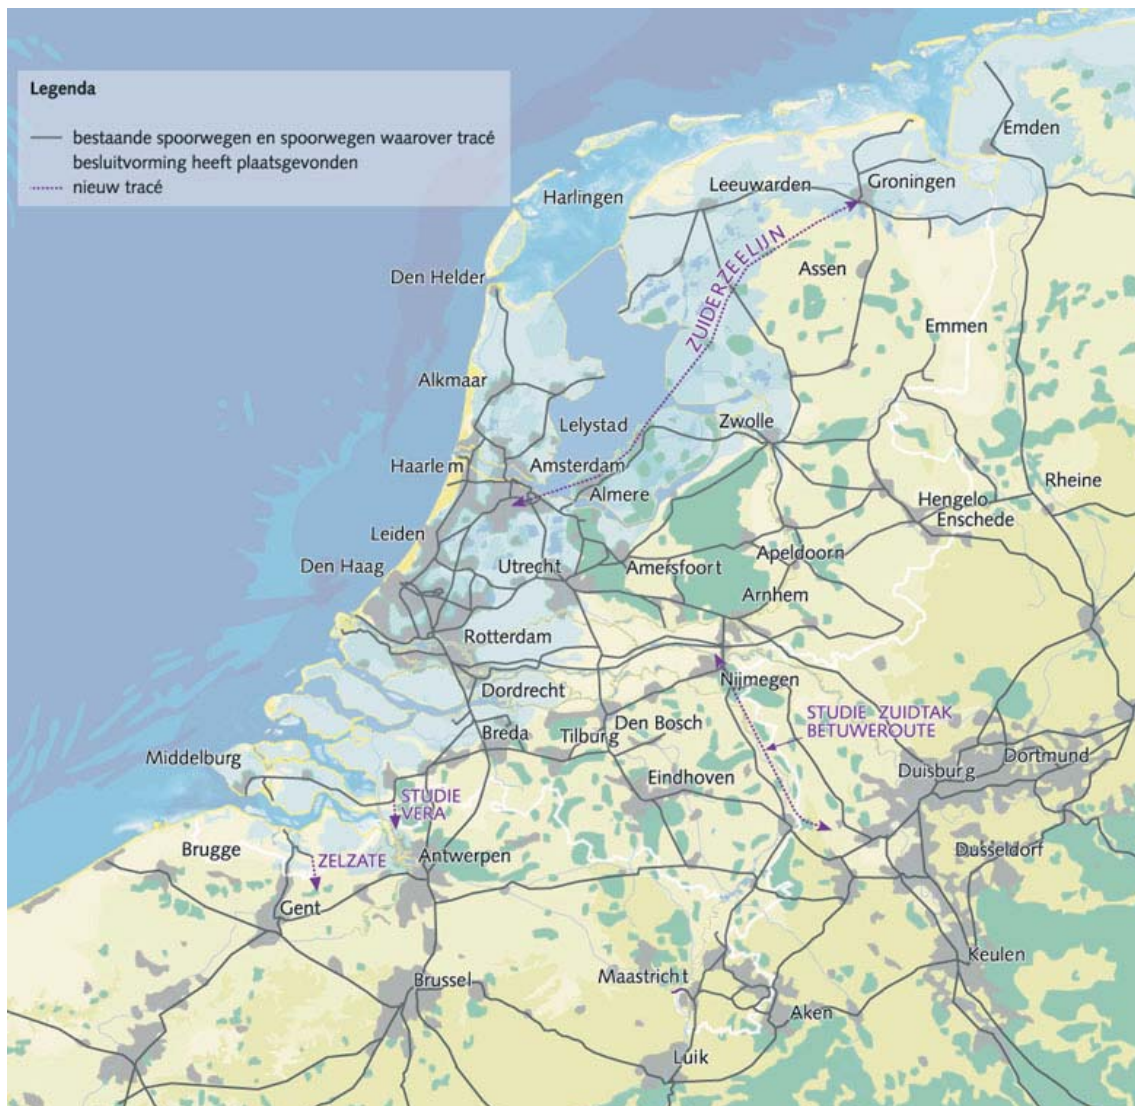 Legenda
bestaande spoorwegen en spoorwegen waarover tracé
besluitvorming heeft plaatsgevonden
nieuw tracé
Emden
Harlingen
Leeuwarden
Groningen
ZUIDERZEELIJN
Assen
Den Helder
Emmen
Alkmaar
Lelystad
Zwolle
Haarlem
Amsterdam
Almere
Rheine
Hengelo
Enschede
Leiden
Den Haag
Utrecht
Amersfoort
Apeldoorn
Arnhem
Rotterdam
Nijmegen
Dordrecht
STUDIE ZUIDTAK
BETUWEROUTE
Den Bosch
Breda
Tilburg
Middelburg
Eindhoven
Duisburg
Dortmund
STUDIE
VERA
Brugge
ZELZATE
Antwerpen
Dusseldorf
Gent
Keulen
Maastricht
Brussel
Aken
Luik